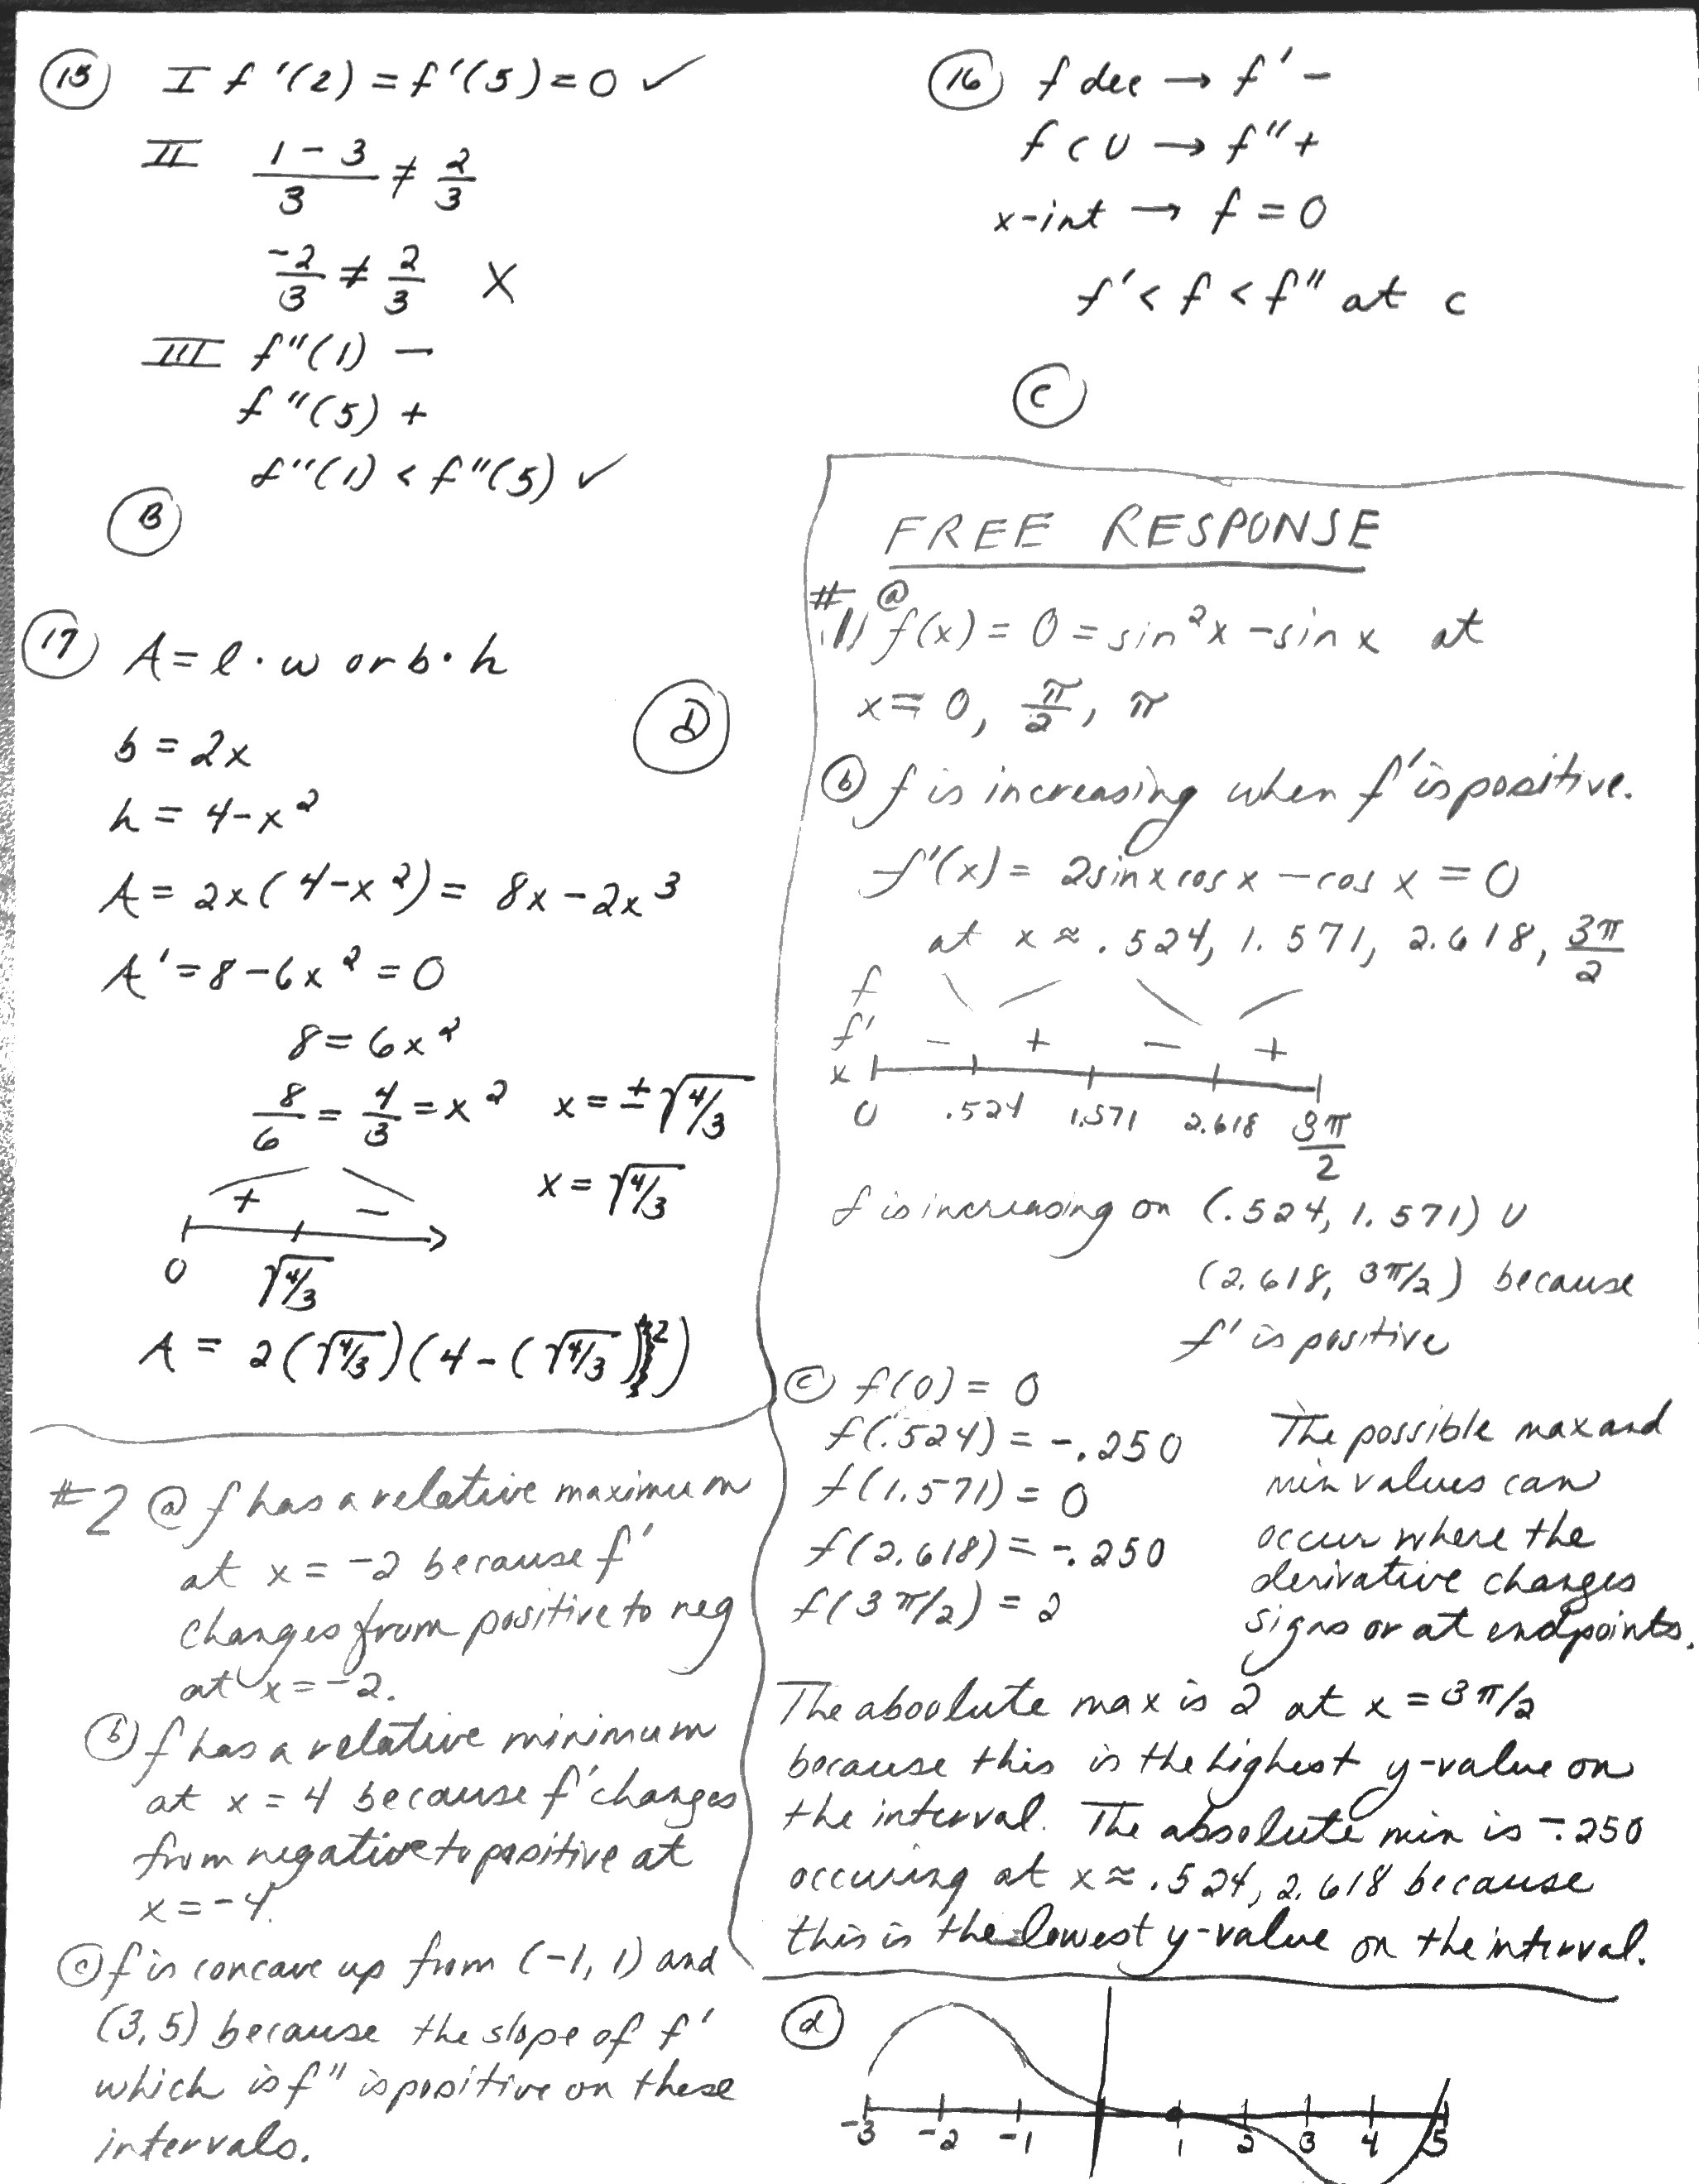 15 I f'(2) = f'(5) = 0 ✓
II (1-3)/3 ≠ 2/3
-2/3 ≠ 2/3 X
III f''(1) -
f''(5) +
f''(1) < f''(5) ✓
B
16 f dec → f' -
f c U → f'' +
x-int → f = 0
f' < f < f'' at c
C
17 A = l · w or b · h
d
b = 2x
h = 4-x²
A = 2x(4-x²) = 8x-2x³
A' = 8-6x² = 0
8 = 6x²
8/6 = 4/3 = x² x = ±√4/3
x = √4/3
+ -
0 √4/3
A = 2(√4/3)(4-(√4/3)²)
#2 a f has a relative maximum
at x = -2 because f'
changes from positive to neg
at x = -2.
b f has a relative minimum
at x = 4 because f' changes
from negative to positive at
x = -4.
c f is concave up from (-1, 1) and
(3, 5) because the slope of f'
which is f'' is positive on these
intervals.
FREE RESPONSE
# a
1) f(x) = 0 = sin²x - sin x at
x = 0, π/2, π
b f is increasing when f' is positive.
f'(x) = 2sinxcosx - cosx = 0
at x ≈ .524, 1.571, 2.618, 3π/2
f
f' - + - +
x
0 .524 1.571 2.618 3π/2
f is increasing on (.524, 1.571) U
(2.618, 3π/2) because
f' is positive
c f(0) = 0
f(.524) = -.250
f(1.571) = 0
f(2.618) = -.250
f(3π/2) = 2
The possible max and
min values can
occur where the
derivative changes
signs or at endpoints.
The aboolute max is 2 at x = 3π/2
because this is the highest y-value on
the interval. The absolute min is -.250
occuring at x ≈ .524, 2.618 because
this is the lowest y-value on the interval.
d
-3 -2 -1 1 2 3 4 5